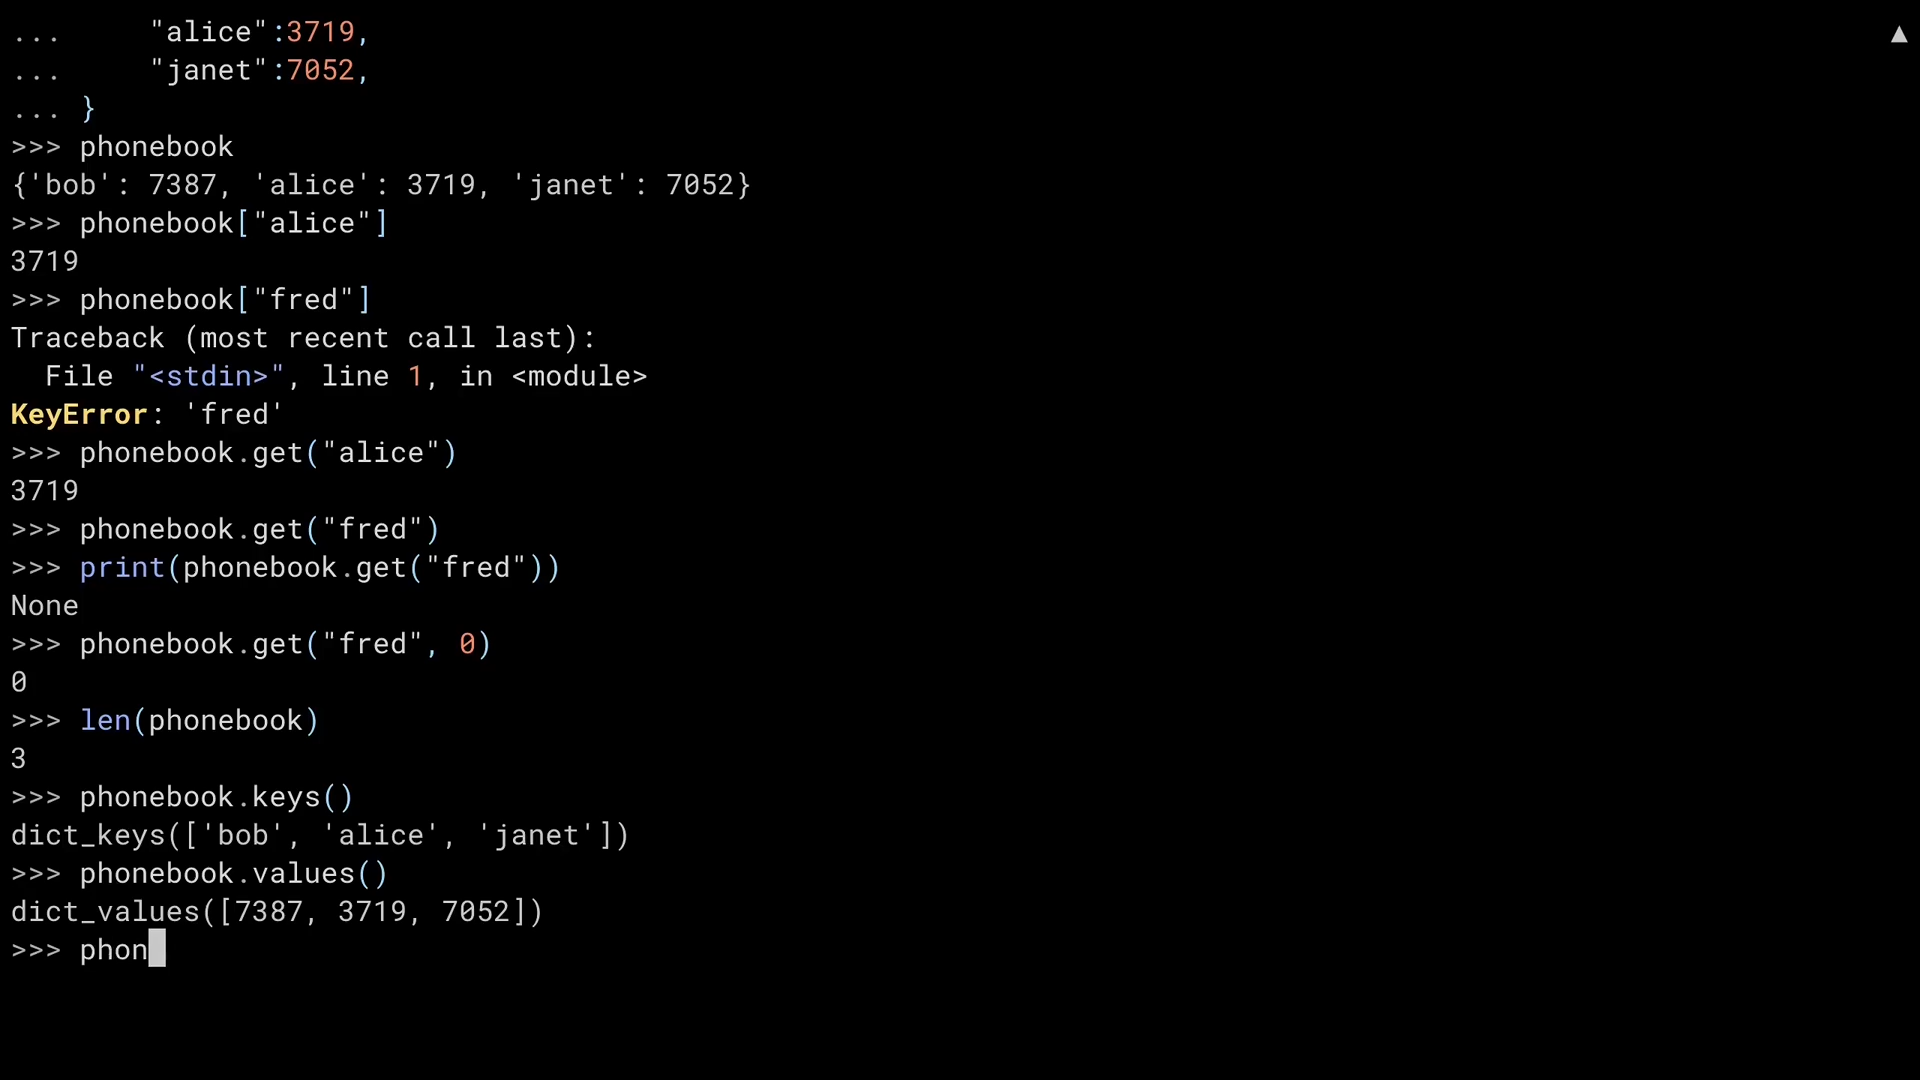 ...     "alice":3719,
...     "janet":7052,
... }
>>> phonebook
{'bob': 7387, 'alice': 3719, 'janet': 7052}
>>> phonebook["alice"]
3719
>>> phonebook["fred"]
Traceback (most recent call last):
  File "<stdin>", line 1, in <module>
KeyError: 'fred'
>>> phonebook.get("alice")
3719
>>> phonebook.get("fred")
>>> print(phonebook.get("fred"))
None
>>> phonebook.get("fred", 0)
0
>>> len(phonebook)
3
>>> phonebook.keys()
dict_keys(['bob', 'alice', 'janet'])
>>> phonebook.values()
dict_values([7387, 3719, 7052])
>>> phon